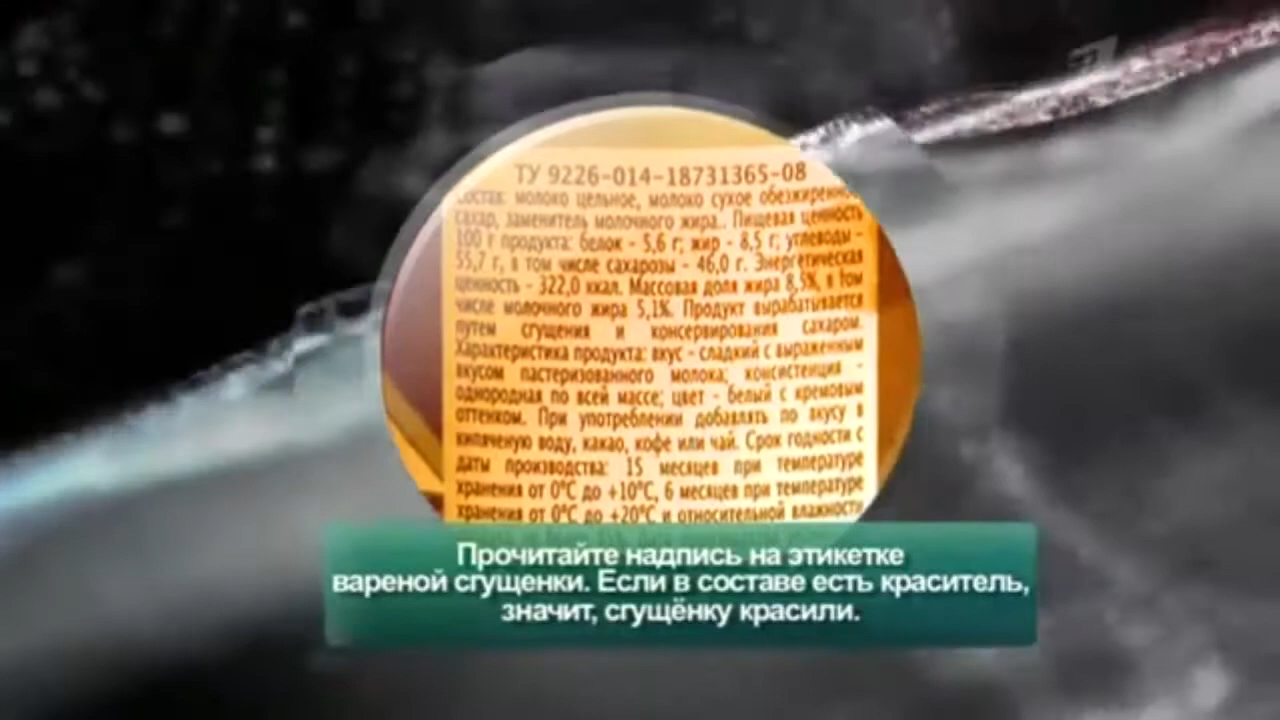 ТУ 9226-014-18731365-08
Состав: молоко цельное, молоко сухое обезжиренное
сахар, заменитель молочного жира.. Пищевая ценность
100 г продукта: белок - 5,6 г; жир - 8,5 г; углеводы -
55,7 г, в том числе сахарозы - 46,0 г. Энергетическая
ценность - 322,0 ккал. Массовая доля жира 8,5%, в том
числе молочного жира 5,1%. Продукт вырабатывается
путем сгущения и консервирования сахаром.
Характеристика продукта: вкус - сладкий с выраженным
вкусом пастеризованного молока; консистенция -
однородная по всей массе; цвет - белый с кремовым
оттенком. При употреблении добавлять по вкусу в
кипяченую воду, какао, кофе или чай. Срок годности с
даты производства: 15 месяцев при температуре
хранения от 0°С до +10°С, 6 месяцев при температуре
хранения от 0°С до +20°С и относительной влажности
Прочитайте надпись на этикетке
вареной сгущенки. Если в составе есть краситель,
значит, сгущёнку красили.